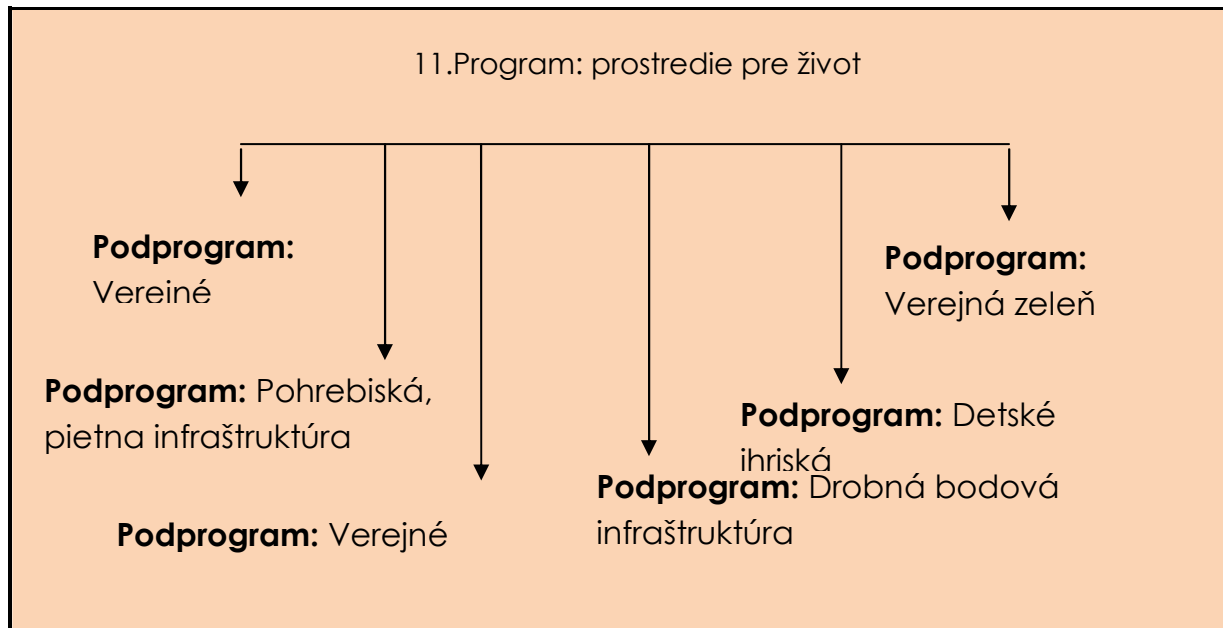 11.Program: prostredie pre život
Podprogram:
Verejné
Podprogram:
Verejná zeleň
Podprogram: Pohrebiská,
pietna infraštruktúra
Podprogram: Detské
ihriská
Podprogram: Drobná bodová
infraštruktúra
Podprogram: Verejné